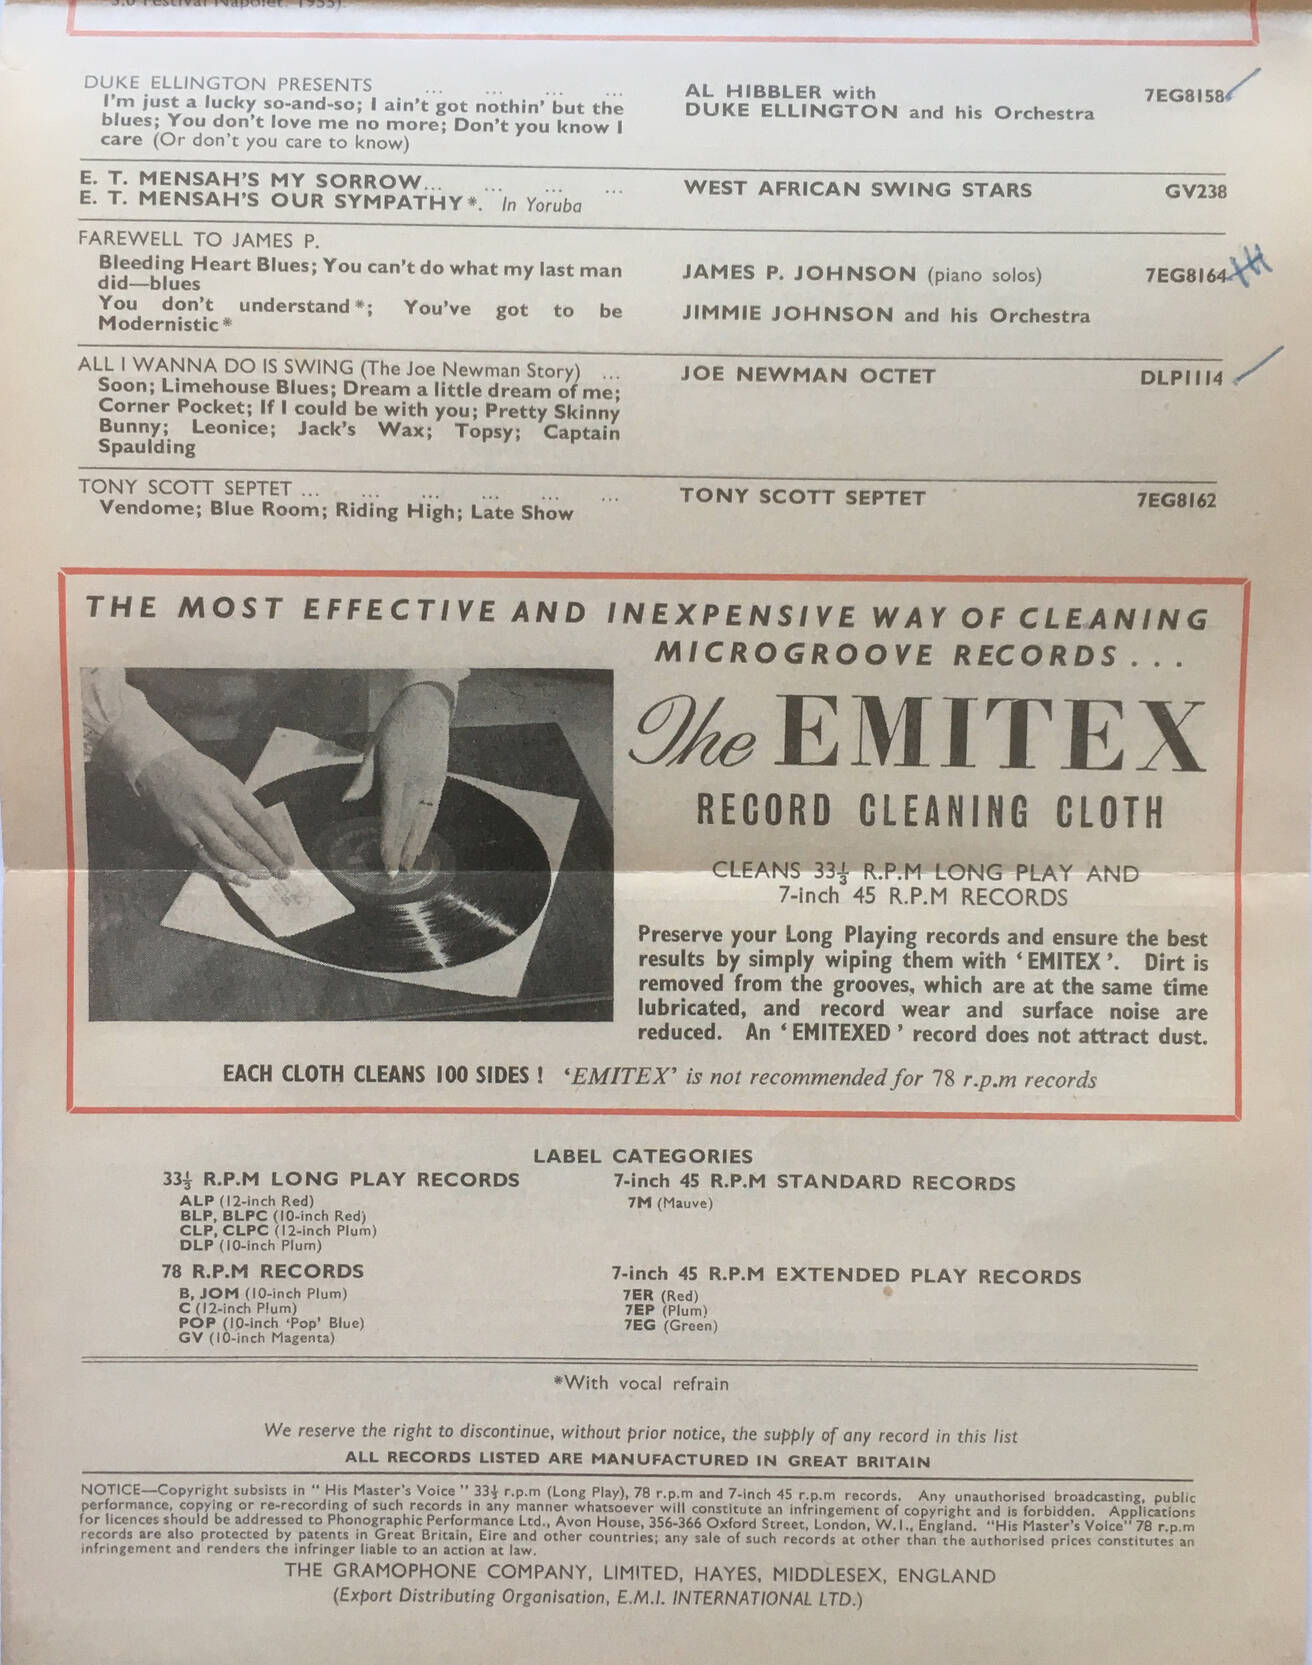 3.0 Festival Napolet. 1955).
DUKE ELLINGTON PRESENTS ... ... ... ...
I'm just a lucky so-and-so; I ain't got nothin' but the
blues; You don't love me no more; Don't you know I
care (Or don't you care to know)
AL HIBBLER with
DUKE ELLINGTON and his Orchestra
7EG8158
E. T. MENSAH'S MY SORROW... ... ... ...
E. T. MENSAH'S OUR SYMPATHY*. In Yoruba
WEST AFRICAN SWING STARS
GV238
FAREWELL TO JAMES P.
Bleeding Heart Blues; You can't do what my last man
did—blues
You don't understand*; You've got to be
Modernistic*
JAMES P. JOHNSON (piano solos)
JIMMIE JOHNSON and his Orchestra
7EG8164
ALL I WANNA DO IS SWING (The Joe Newman Story) ...
Soon; Limehouse Blues; Dream a little dream of me;
Corner Pocket; If I could be with you; Pretty Skinny
Bunny; Leonice; Jack's Wax; Topsy; Captain
Spaulding
JOE NEWMAN OCTET
DLP1114
TONY SCOTT SEPTET ... ... ... ... ... ...
Vendome; Blue Room; Riding High; Late Show
TONY SCOTT SEPTET
7EG8162
THE MOST EFFECTIVE AND INEXPENSIVE WAY OF CLEANING
MICROGROOVE RECORDS...
The EMITEX
RECORD CLEANING CLOTH
CLEANS 33⅓ R.P.M LONG PLAY AND
7-inch 45 R.P.M RECORDS
Preserve your Long Playing records and ensure the best
results by simply wiping them with 'EMITEX'. Dirt is
removed from the grooves, which are at the same time
lubricated, and record wear and surface noise are
reduced. An 'EMITEXED' record does not attract dust.
EACH CLOTH CLEANS 100 SIDES! 'EMITEX' is not recommended for 78 r.p.m records
LABEL CATEGORIES
33⅓ R.P.M LONG PLAY RECORDS
ALP (12-inch Red)
BLP, BLPC (10-inch Red)
CLP, CLPC (12-inch Plum)
DLP (10-inch Plum)
7-inch 45 R.P.M STANDARD RECORDS
7M (Mauve)
78 R.P.M RECORDS
B, JOM (10-inch Plum)
C (12-inch Plum)
POP (10-inch 'Pop' Blue)
GV (10-inch Magenta)
7-inch 45 R.P.M EXTENDED PLAY RECORDS
7ER (Red)
7EP (Plum)
7EG (Green)
*With vocal refrain
We reserve the right to discontinue, without prior notice, the supply of any record in this list
ALL RECORDS LISTED ARE MANUFACTURED IN GREAT BRITAIN
NOTICE—Copyright subsists in "His Master's Voice" 33⅓ r.p.m (Long Play), 78 r.p.m and 7-inch 45 r.p.m records. Any unauthorised broadcasting, public
performance, copying or re-recording of such records in any manner whatsoever will constitute an infringement of copyright and is forbidden. Applications
for licences should be addressed to Phonographic Performance Ltd., Avon House, 356-366 Oxford Street, London, W.1., England. "His Master's Voice" 78 r.p.m
records are also protected by patents in Great Britain, Eire and other countries; any sale of such records at other than the authorised prices constitutes an
infringement and renders the infringer liable to an action at law.
THE GRAMOPHONE COMPANY, LIMITED, HAYES, MIDDLESEX, ENGLAND
(Export Distributing Organisation, E.M.I. INTERNATIONAL LTD.)